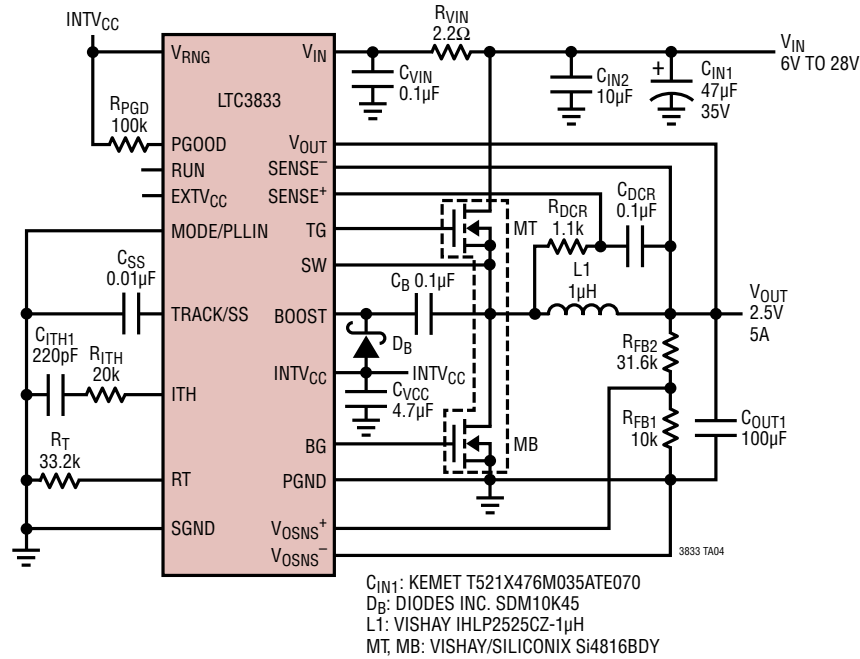 INTVCC
VRNG
VIN
RVIN
2.2Ω
VIN
6V TO 28V
CVIN
0.1µF
CIN2
10µF
+
CIN1
47µF
35V
LTC3833
RPGD
100k
PGOOD
VOUT
RUN
SENSE–
EXTVCC
SENSE+
RDCR
1.1k
CDCR
0.1µF
MODE/PLLIN
TG
MT
CSS
0.01µF
SW
L1
1µH
CB 0.1µF
TRACK/SS
BOOST
VOUT
2.5V
5A
CITH1
220pF
RITH
20k
DB
RFB2
31.6k
ITH
INTVCC
INTVCC
CVCC
4.7µF
RFB1
10k
COUT1
100µF
RT
33.2k
BG
MB
RT
PGND
SGND
VOSNS+
VOSNS–
3833 TA04
CIN1: KEMET T521X476M035ATE070
DB: DIODES INC. SDM10K45
L1: VISHAY IHLP2525CZ-1µH
MT, MB: VISHAY/SILICONIX Si4816BDY